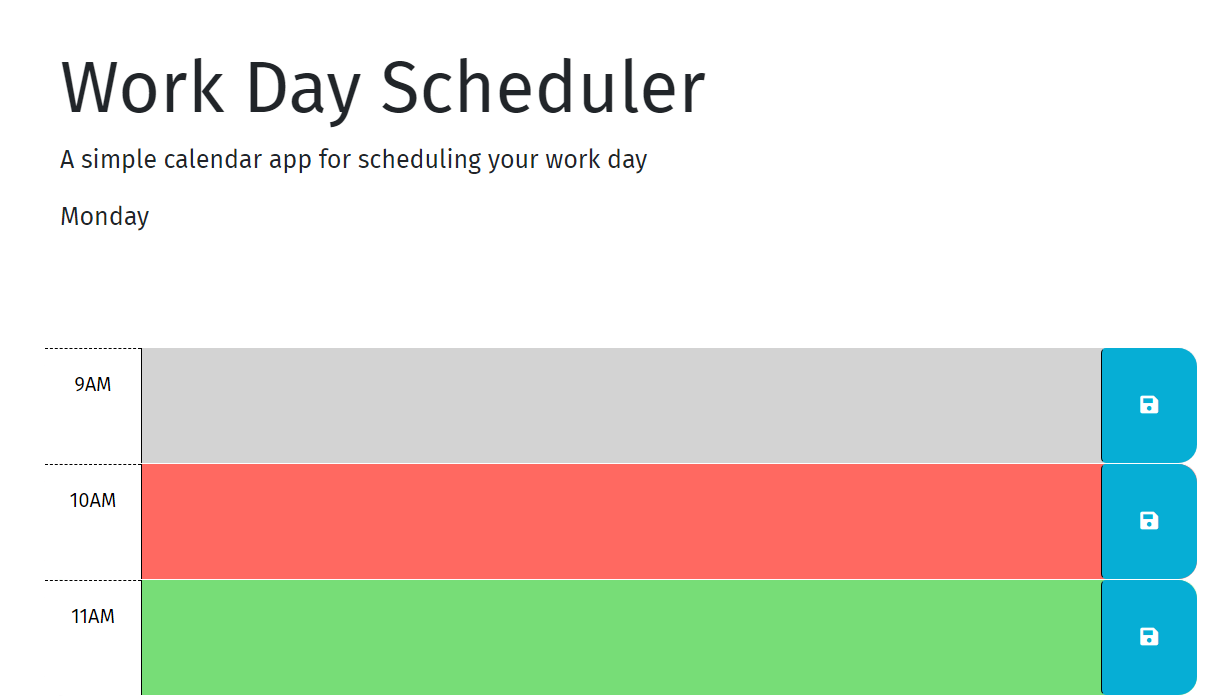 Work Day Scheduler
A simple calendar app for scheduling your work day
Monday
9AM
10AM
11AM